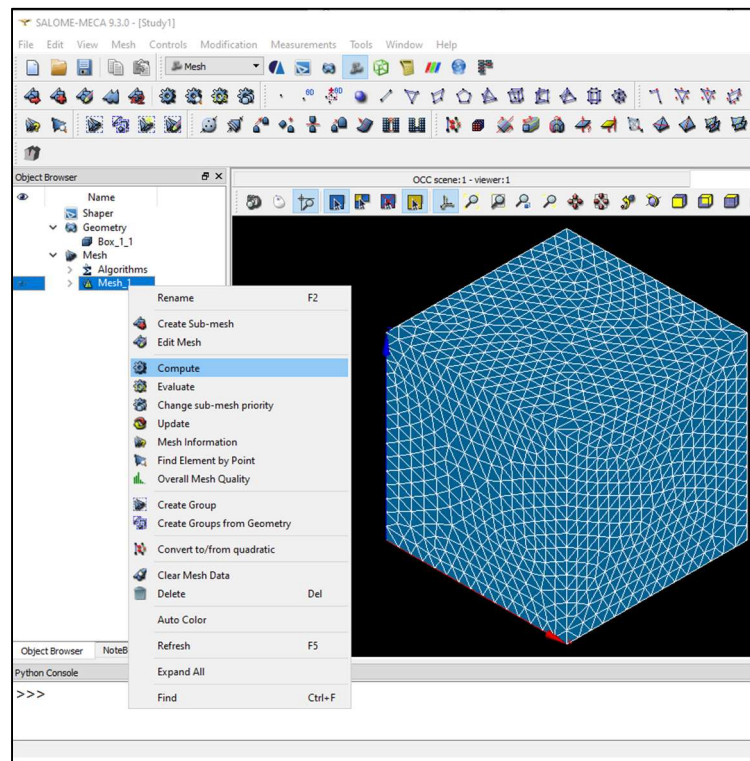 SALOME-MECA 9.3.0 - [Study1]
File Edit View Mesh Controls Modification Measurements Tools Window Help
Mesh
0D
Object Browser
OCC scene:1 - viewer:1
Name
Shaper
Geometry
Box_1_1
Mesh
Algorithms
Mesh_1
Rename F2
Create Sub-mesh
Edit Mesh
Compute
Evaluate
Change sub-mesh priority
Update
Mesh Information
Find Element by Point
Overall Mesh Quality
Create Group
Create Groups from Geometry
Convert to/from quadratic
Clear Mesh Data
Delete Del
Auto Color
Refresh F5
Expand All
Find Ctrl+F
Object Browser NoteB
Python Console
>>>